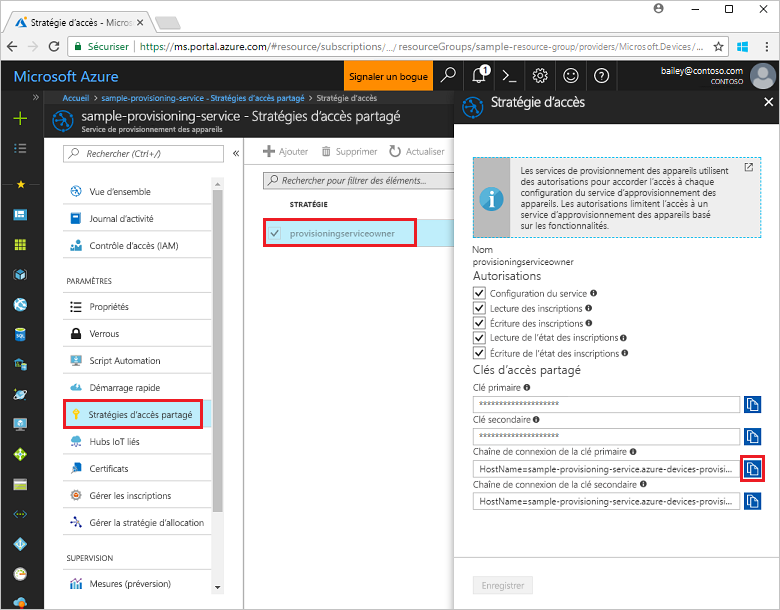 Stratégie d'accès - Micros
Sécuriser
https://ms.portal.azure.com/#resource/subscriptions/.../ resourceGroups/sample-resource-group/providers/Microsoft.Devices/
Microsoft Azure
Signaler un bogue
1
bailey@contoso.com
CONTOSO
Accueil > sample-provisioning-service - Stratégies d'accès partagé > Stratégie d'accès
sample-provisioning-service - Stratégies d'accès partagé
Service de provisionnement des appareils
Rechercher (Ctrl+/)
Vue d'ensemble
Journal d'activité
Contrôle d'accès (IAM)
PARAMÈTRES
Propriétés
Verrous
Script Automation
Démarrage rapide
Stratégies d'accès partagé
Hubs IoT liés
Certificats
Gérer les inscriptions
Gérer la stratégie d'allocation
SUPERVISION
Mesures (préversion)
Ajouter
Supprimer
Actualiser
Rechercher pour filtrer des éléments...
STRATÉGIE
provisioningserviceowner
Stratégie d'accès
Les services de provisionnement des appareils utilisent
des autorisations pour accorder l'accès à chaque
configuration du service d'approvisionnement des
appareils. Les autorisations limitent l'accès à un
service d'approvisionnement des appareils basé
sur les fonctionnalités.
Nom
provisioningserviceowner
Autorisations
Configuration du service
Lecture des inscriptions
Écriture des inscriptions
Lecture de l'état des inscriptions
Écriture de l'état des inscriptions
Clés d'accès partagé
Clé primaire
********************
Clé secondaire
********************
Chaîne de connexion de la clé primaire
HostName=sample-provisioning-service.azure-devices-provisi...
Chaîne de connexion de la clé secondaire
HostName=sample-provisioning-service.azure-devices-provisi...
Enregistrer